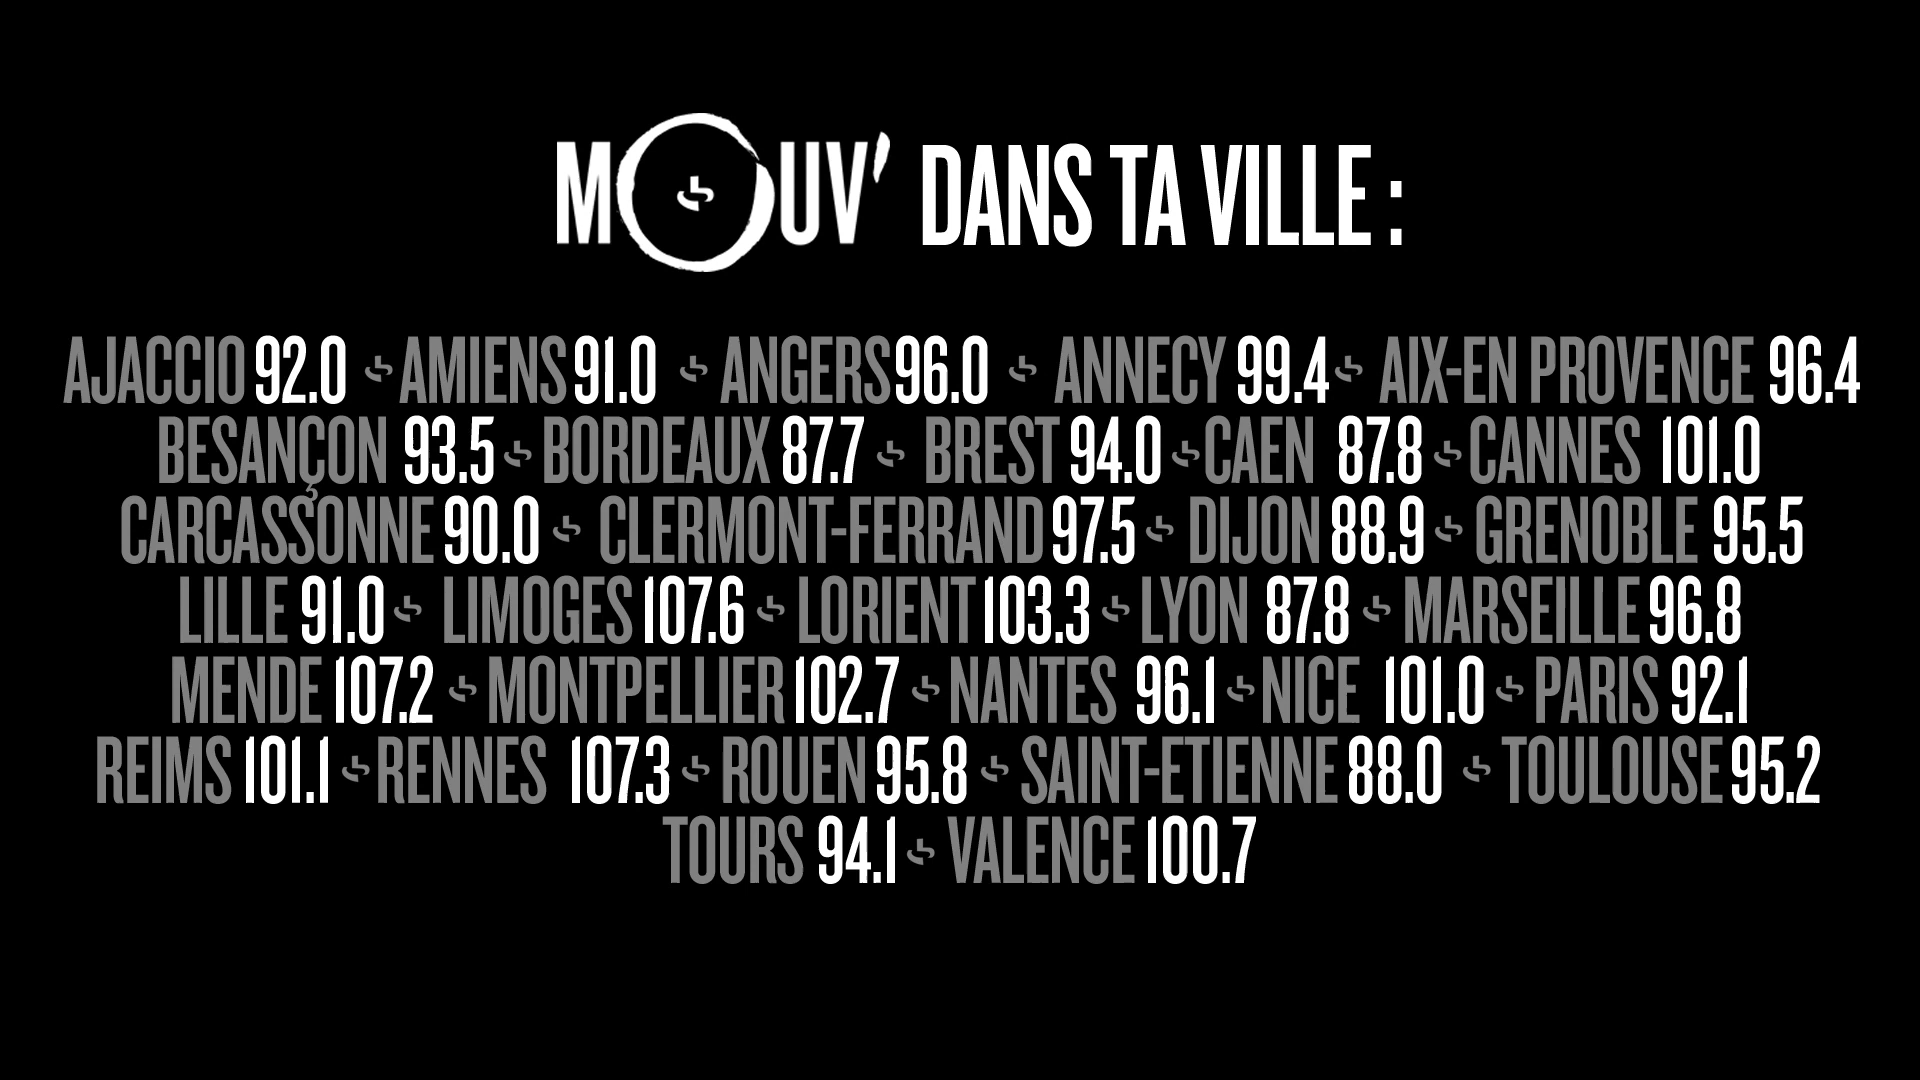 MOUV' DANS TA VILLE :
AJACCIO 92.0 AMIENS 91.0 ANGERS 96.0 ANNECY 99.4 AIX-EN PROVENCE 96.4
BESANÇON 93.5 BORDEAUX 87.7 BREST 94.0 CAEN 87.8 CANNES 101.0
CARCASSONNE 90.0 CLERMONT-FERRAND 97.5 DIJON 88.9 GRENOBLE 95.5
LILLE 91.0 LIMOGES 107.6 LORIENT 103.3 LYON 87.8 MARSEILLE 96.8
MENDE 107.2 MONTPELLIER 102.7 NANTES 96.1 NICE 101.0 PARIS 92.1
REIMS 101.1 RENNES 107.3 ROUEN 95.8 SAINT-ETIENNE 88.0 TOULOUSE 95.2
TOURS 94.1 VALENCE 100.7